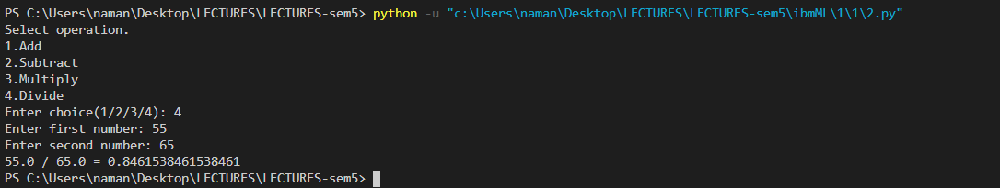 PS C:\Users\naman\Desktop\LECTURES\LECTURES-sem5> python -u "c:\Users\naman\Desktop\LECTURES\LECTURES-sem5\ibmML\1\1\2.py"
Select operation.
1.Add
2.Subtract
3.Multiply
4.Divide
Enter choice(1/2/3/4): 4
Enter first number: 55
Enter second number: 65
55.0 / 65.0 = 0.8461538461538461
PS C:\Users\naman\Desktop\LECTURES\LECTURES-sem5>